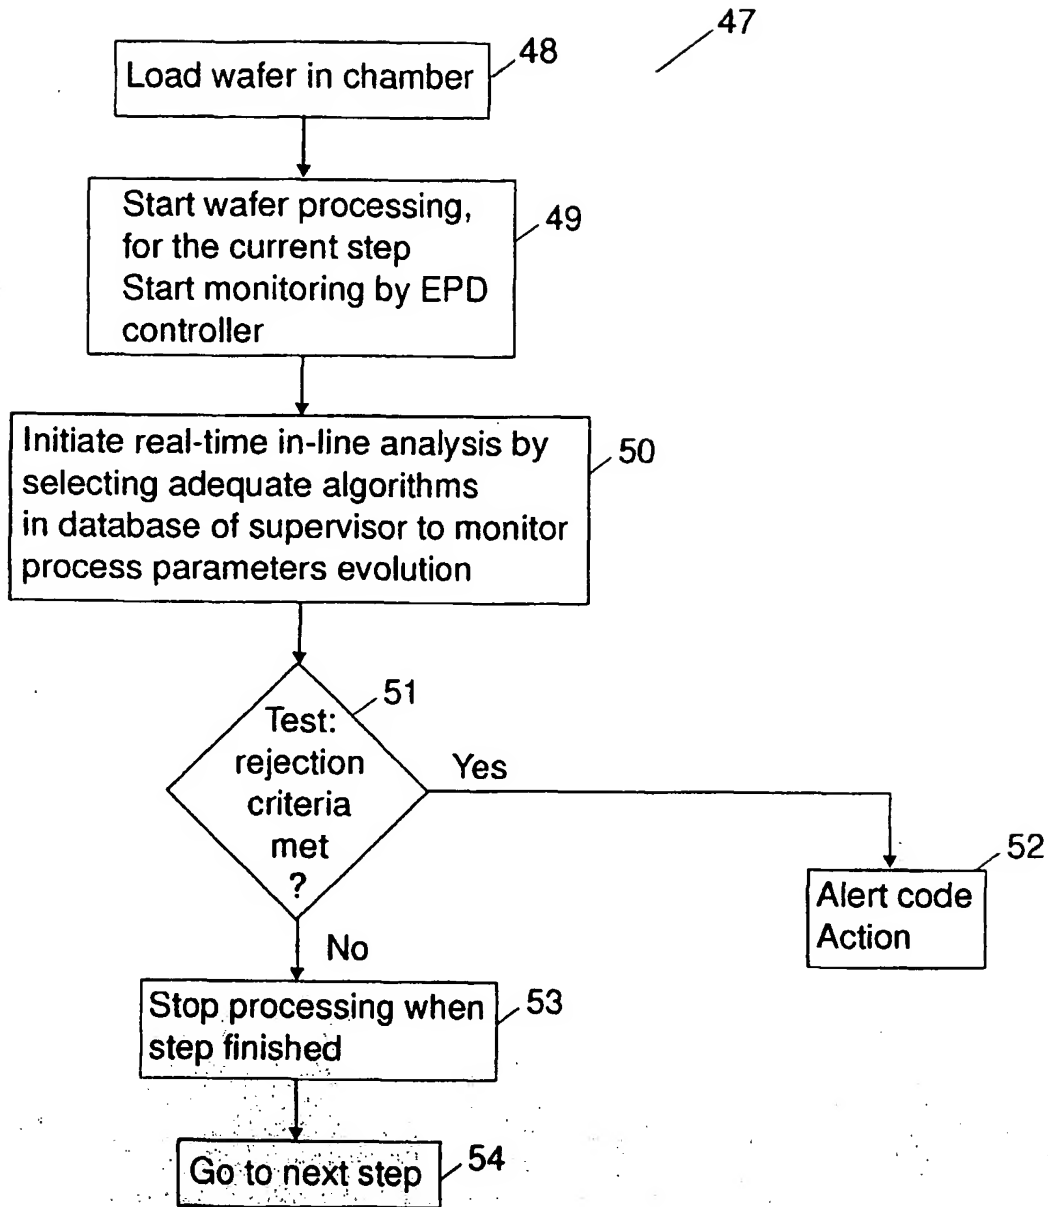 47
48
Load wafer in chamber
49
Start wafer processing,
for the current step
Start monitoring by EPD
controller
50
Initiate real-time in-line analysis by
selecting adequate algorithms
in database of supervisor to monitor
process parameters evolution
51
Test:
rejection
criteria
met
?
Yes
52
Alert code
Action
No
53
Stop processing when
step finished
54
Go to next step